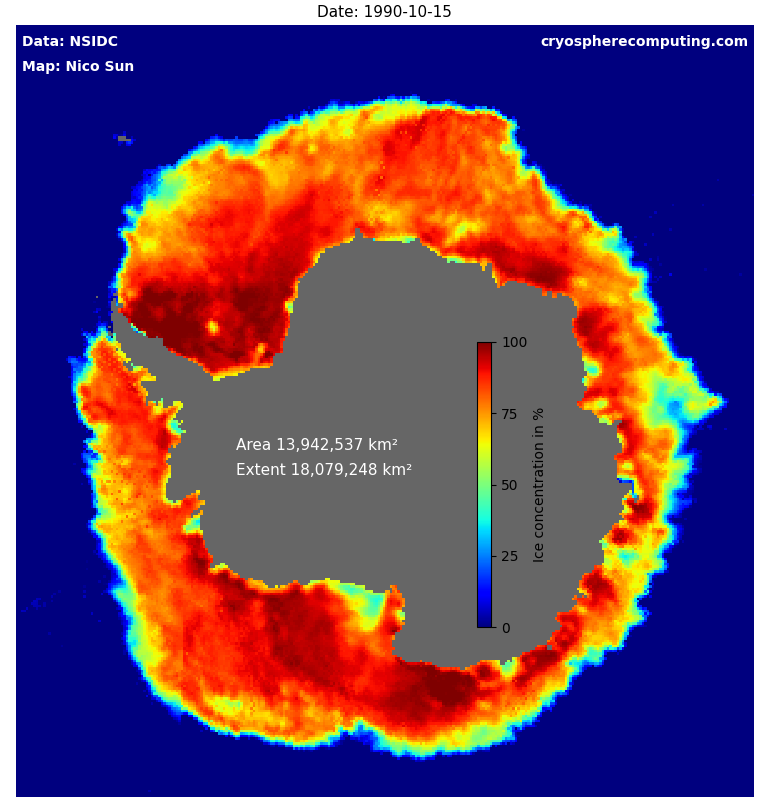 Date: 1990-10-15
Data: NSIDC
cryospherecomputing.com
Map: Nico Sun
100
75
50
25
0
Ice concentration in %
Area 13,942,537 km²
Extent 18,079,248 km²